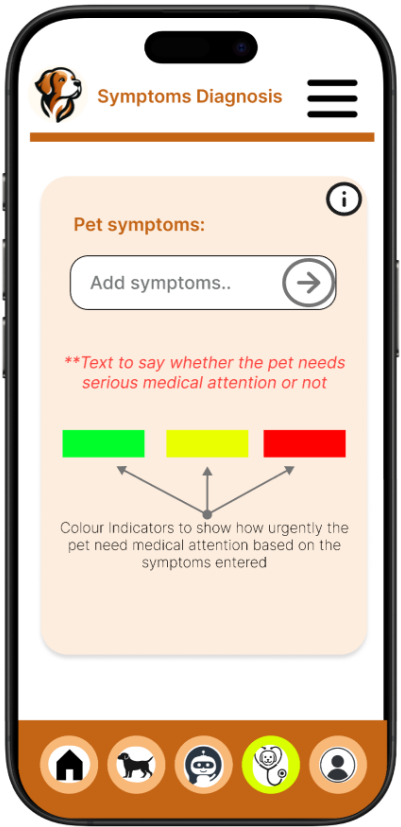 Symptoms Diagnosis
i
Pet symptoms:
Add symptoms..
**Text to say whether the pet needs
serious medical attention or not
Colour Indicators to show how urgently the
pet need medical attention based on the
symptoms entered